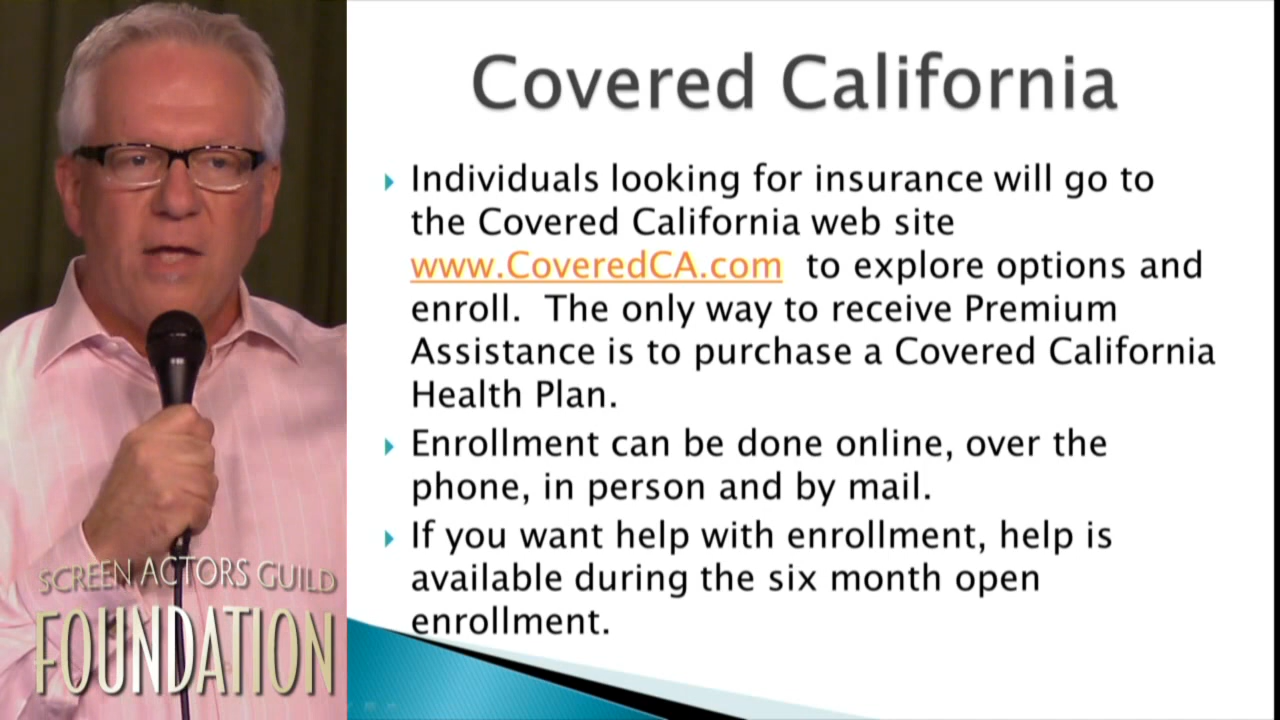 Covered California
Individuals looking for insurance will go to
the Covered California web site
www.CoveredCA.com to explore options and
enroll. The only way to receive Premium
Assistance is to purchase a Covered California
Health Plan.
Enrollment can be done online, over the
phone, in person and by mail.
If you want help with enrollment, help is
available during the six month open
enrollment.
SCREEN ACTORS GUILD
FOUNDATION